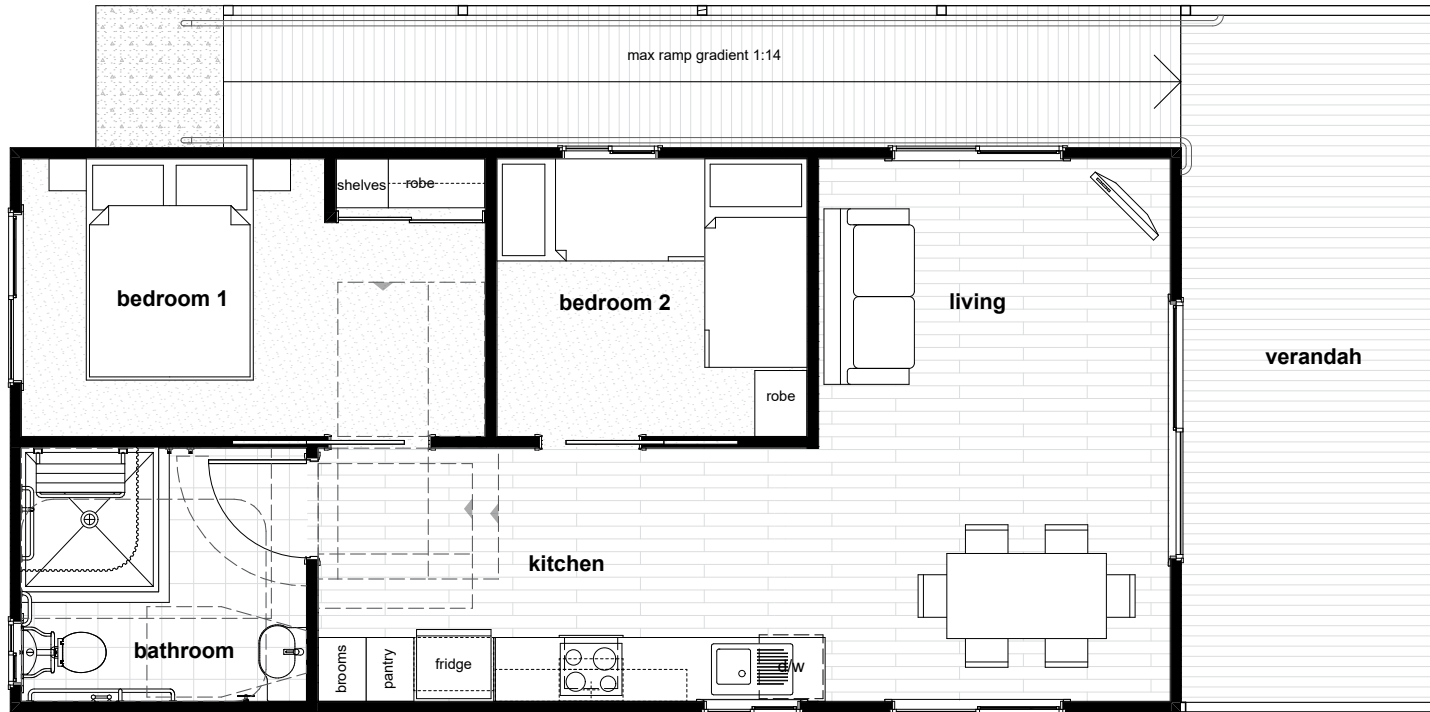 max ramp gradient 1:14
shelves
robe
bedroom 1
bedroom 2
living
verandah
robe
kitchen
bathroom
brooms
pantry
fridge
d/w